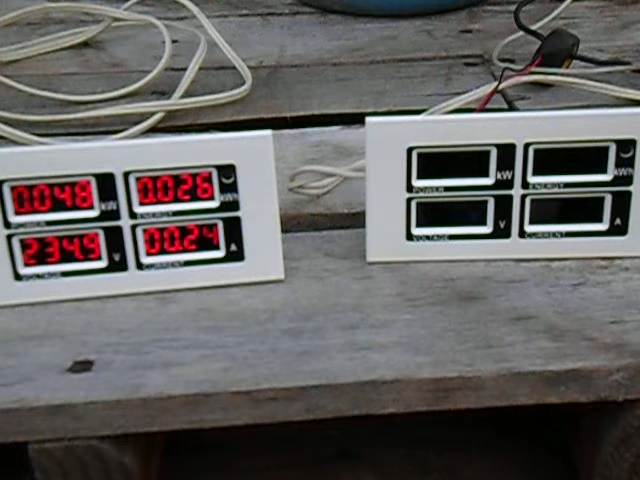 0.048 kW 0.026 kWh
POWER ENERGY
234.9 V 00.24 A
VOLTAGE CURRENT
kW kWh
POWER ENERGY
V A
VOLTAGE CURRENT